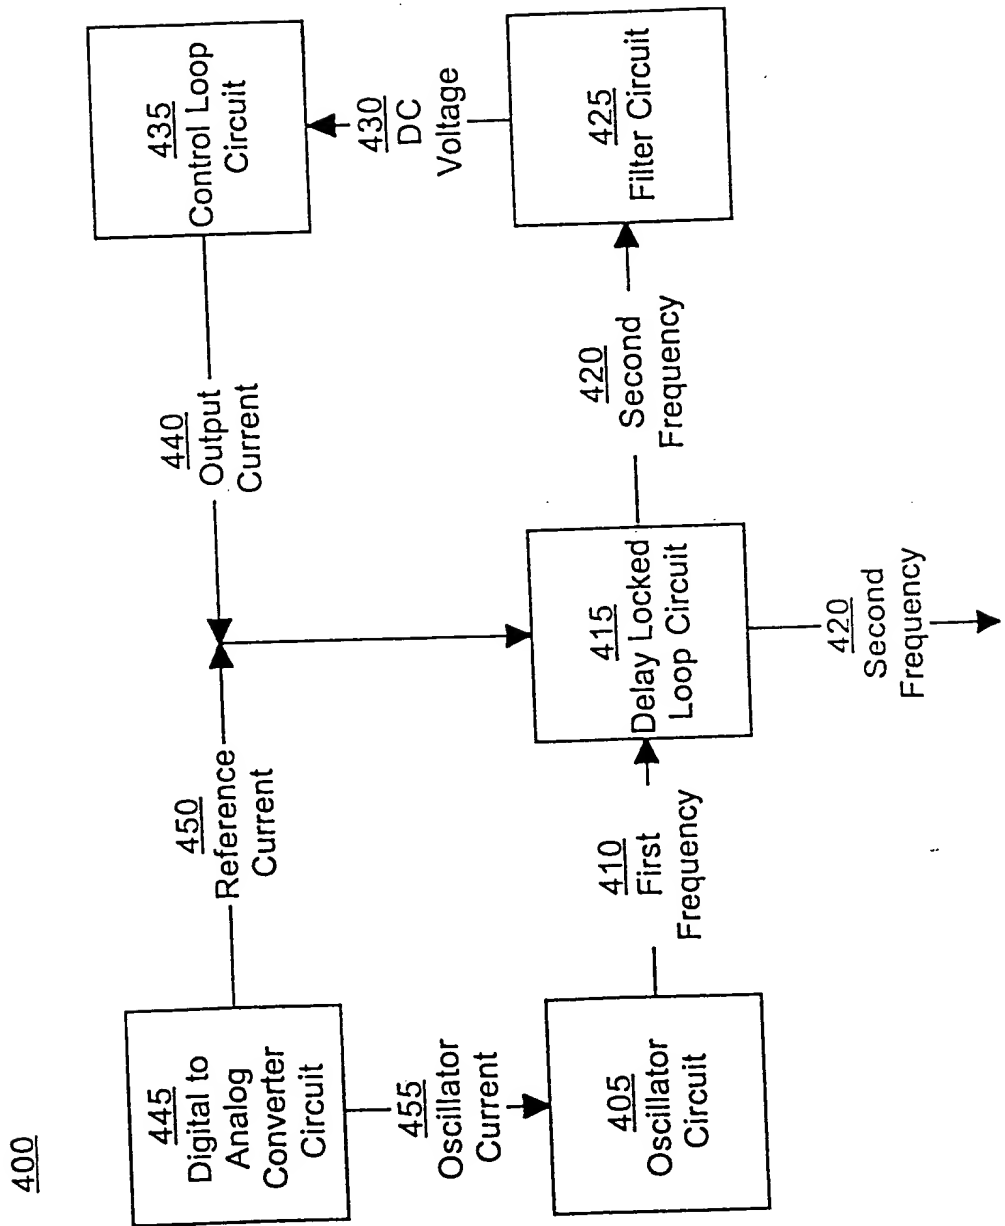 400
445
Digital to
Analog
Converter
Circuit
450
Reference
Current
440
Output
Current
435
Control Loop
Circuit
455
Oscillator
Current
430
DC
Voltage
405
Oscillator
Circuit
410
First
Frequency
415
Delay Locked
Loop Circuit
420
Second
Frequency
425
Filter Circuit
420
Second
Frequency